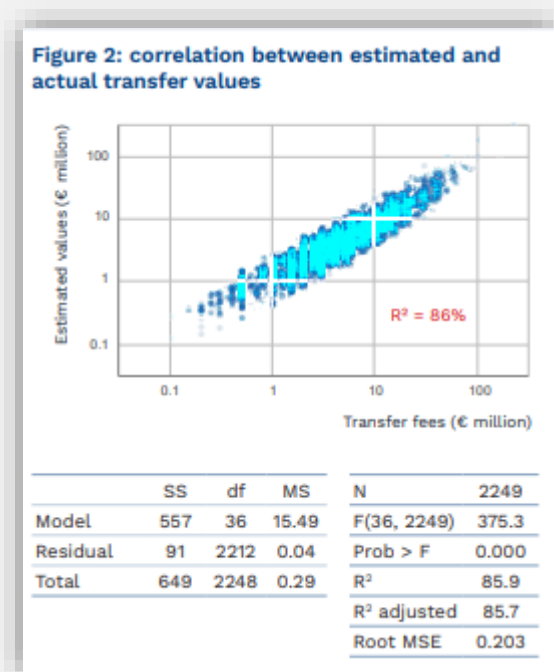 Figure 2: correlation between estimated and
actual transfer values
Estimated values (€ million)
100
10
1
0.1
R² = 86%
0.1 1 10 100
Transfer fees (€ million)
SS df MS
Model 557 36 15.49
Residual 91 2212 0.04
Total 649 2248 0.29
N 2249
F(36, 2249) 375.3
Prob > F 0.000
R² 85.9
R² adjusted 85.7
Root MSE 0.203